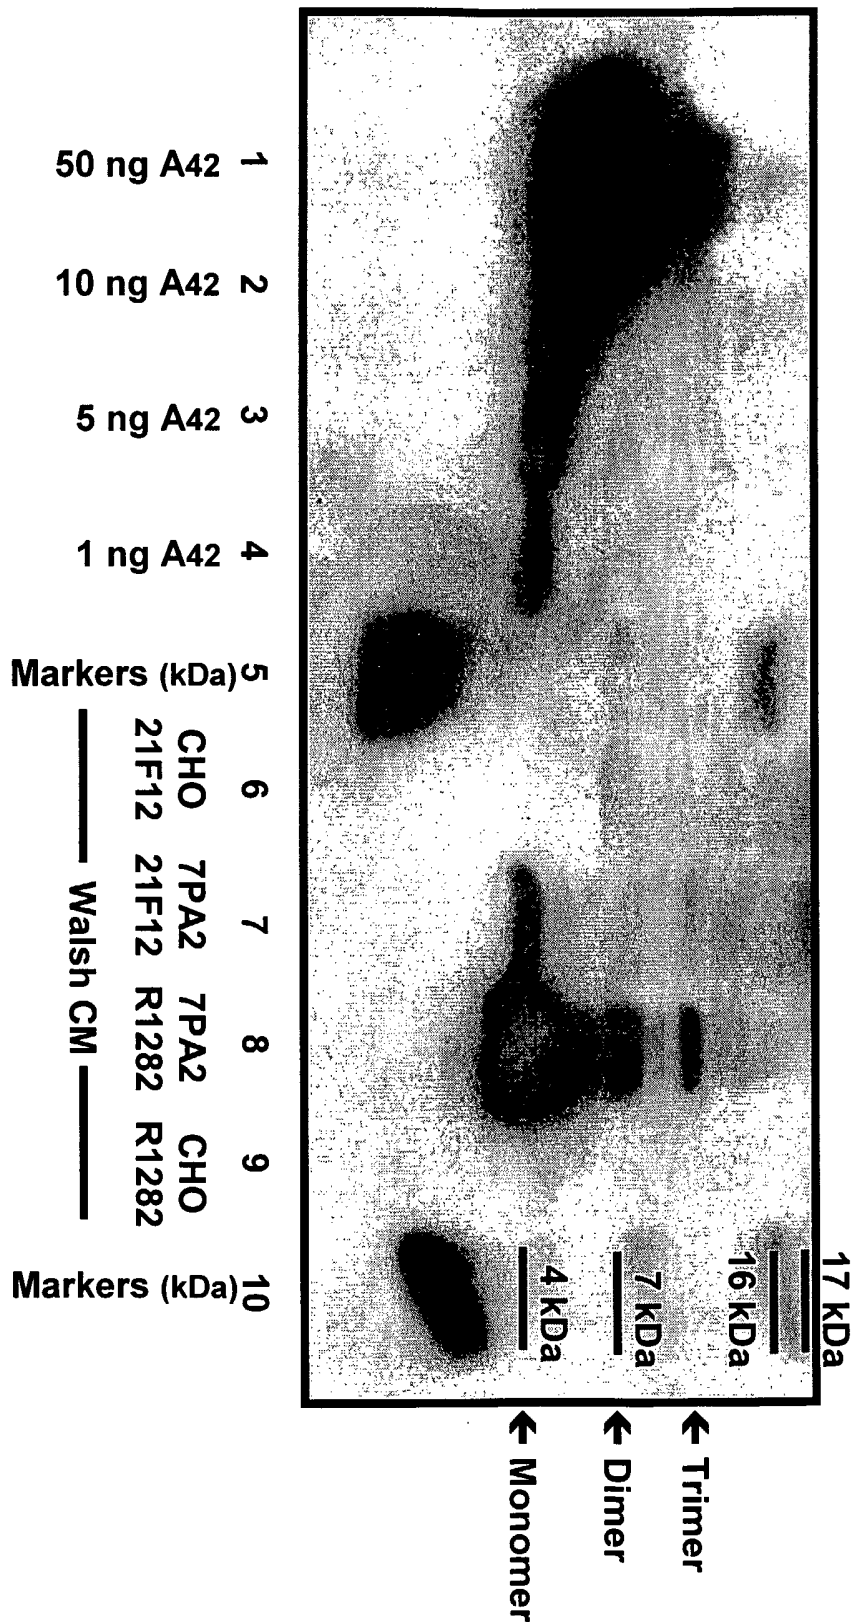 50 ng A42 1
10 ng A42 2
5 ng A42 3
1 ng A42 4
Markers (kDa) 5
CHO
21F12
6
7PA2
21F12
7
7PA2
R1282
8
CHO
R1282
9
Walsh CM
Markers (kDa) 10
17 kDa
16 kDa
7 kDa
4 kDa
Trimer
Dimer
Monomer